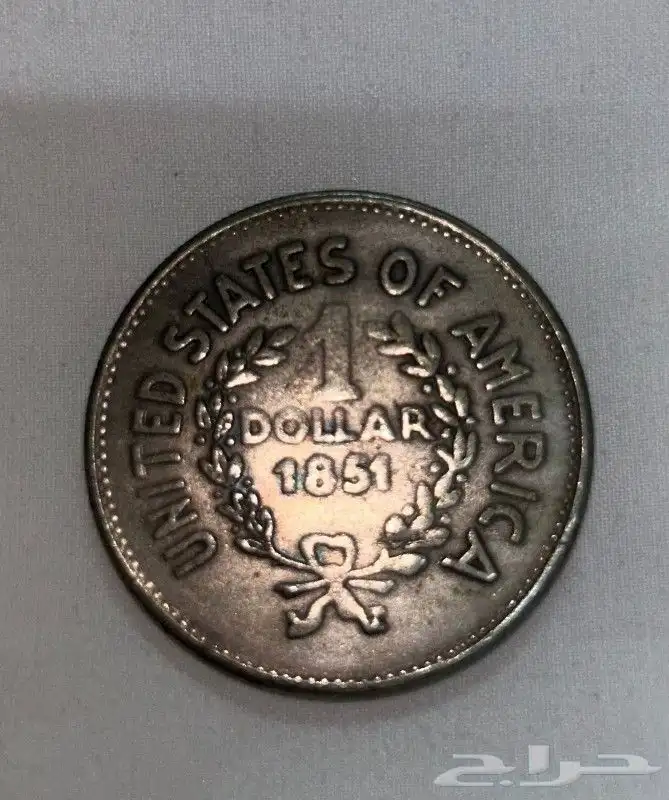 UNITED STATES OF AMERICA
1
DOLLAR
1851
حراج